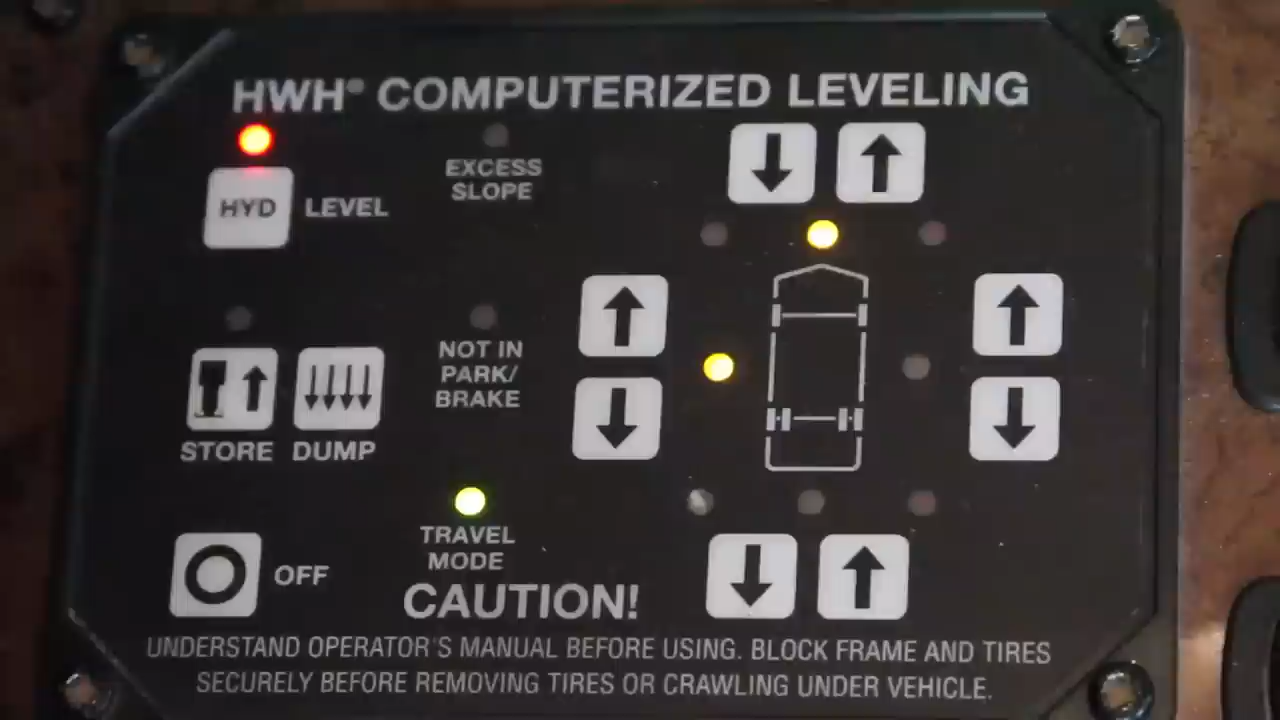 HWH® COMPUTERIZED LEVELING
HYD LEVEL
EXCESS
SLOPE
NOT IN
PARK/
BRAKE
STORE DUMP
TRAVEL
MODE
OFF
CAUTION!
UNDERSTAND OPERATOR'S MANUAL BEFORE USING. BLOCK FRAME AND TIRES
SECURELY BEFORE REMOVING TIRES OR CRAWLING UNDER VEHICLE.